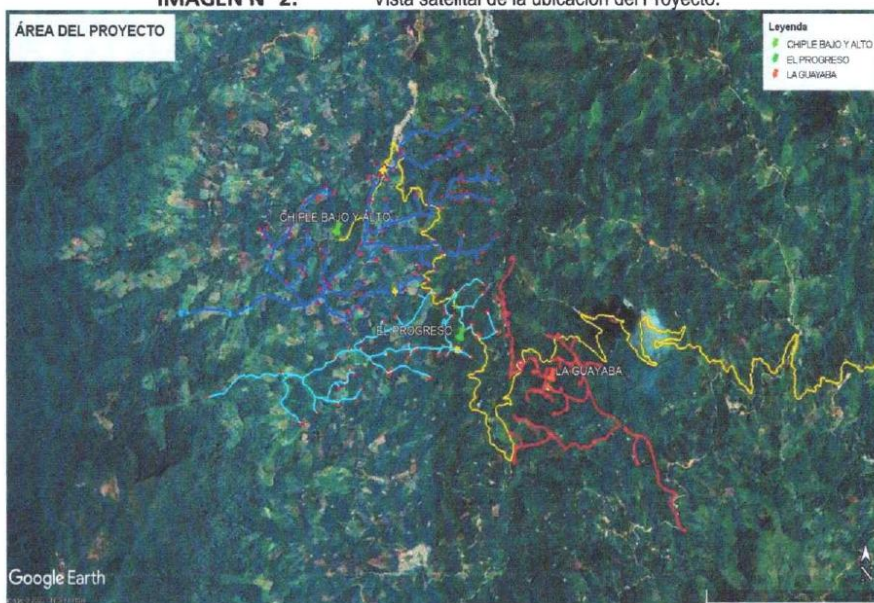 IMAGEN N° 2: Vista satelital de la ubicación del Proyecto.
ÁREA DEL PROYECTO
Leyenda
CHIPLE BAJO Y ALTO
EL PROGRESO
LA GUAYABA
CHIPLE BAJO Y ALTO
EL PROGRESO
LA GUAYABA
Google Earth